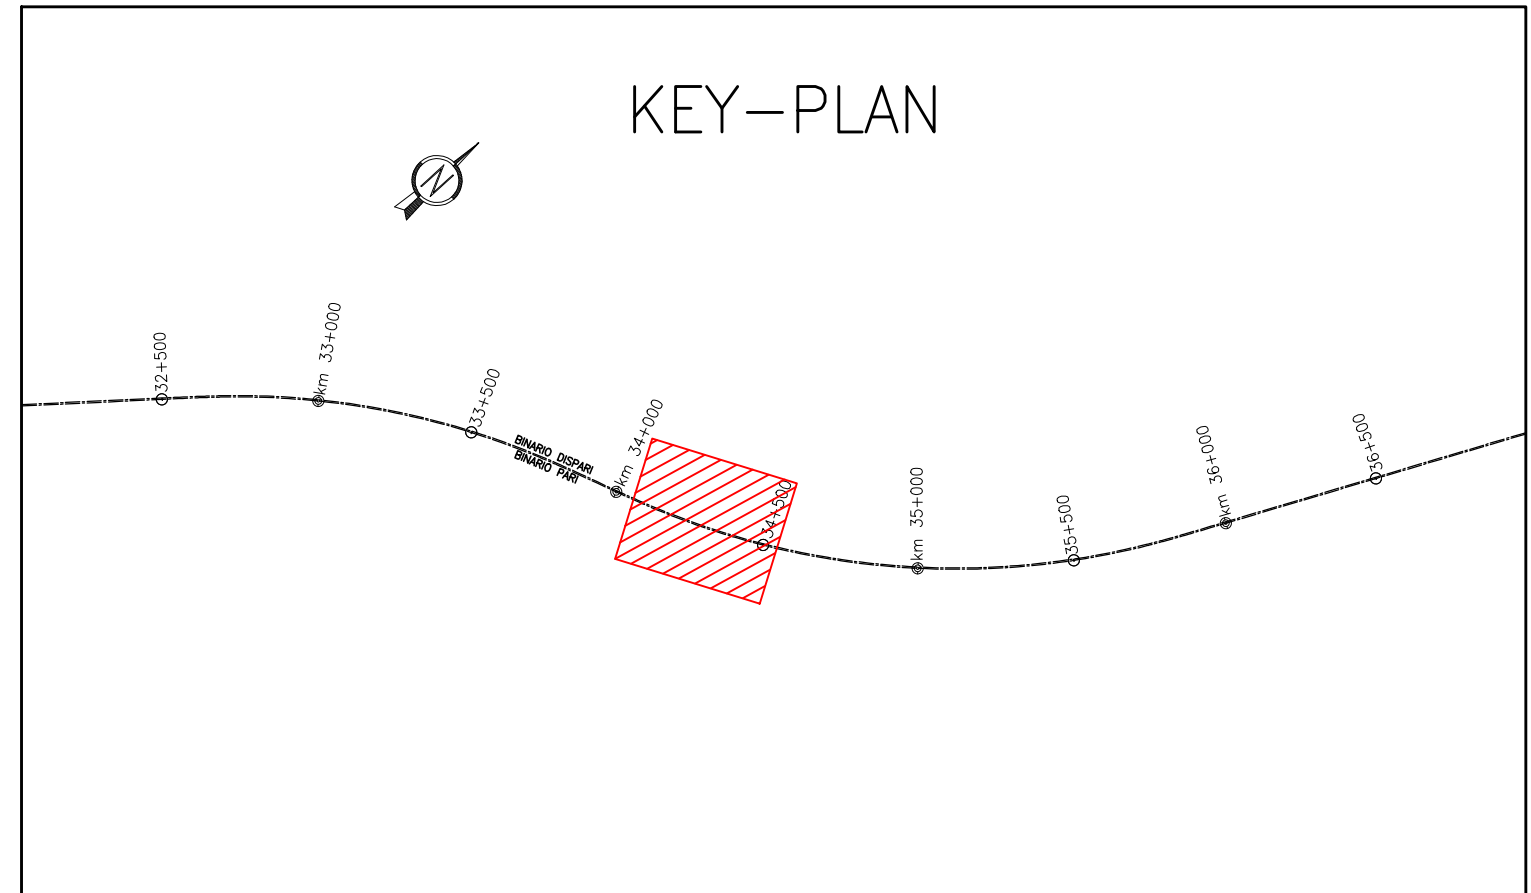 KEY-PLAN
N
32+500
km 33+000
33+500
BINARIO DISPARI
BINARIO PARI
km 34+000
34+500
km 35+000
35+500
km 36+000
36+500